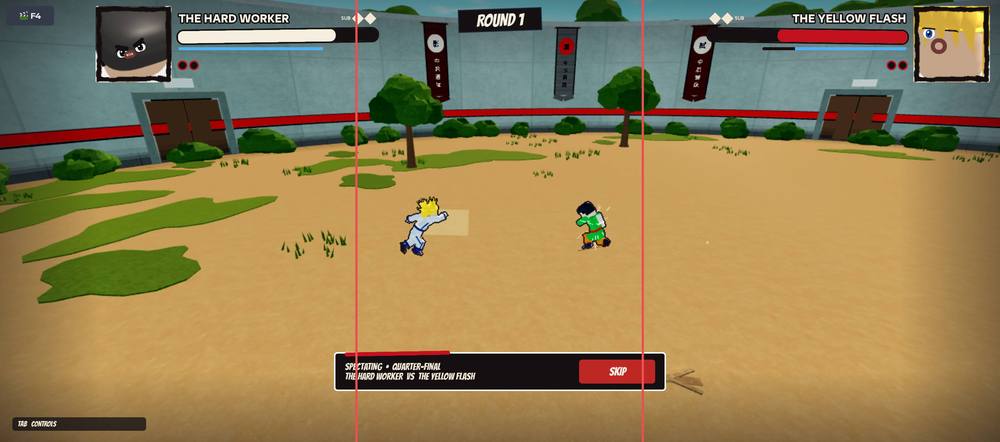 F4
THE HARD WORKER
SUB
ROUND 1
SUB
THE YELLOW FLASH
SPECTATING • QUARTER-FINAL
THE HARD WORKER VS THE YELLOW FLASH
SKIP
TAB CONTROLS